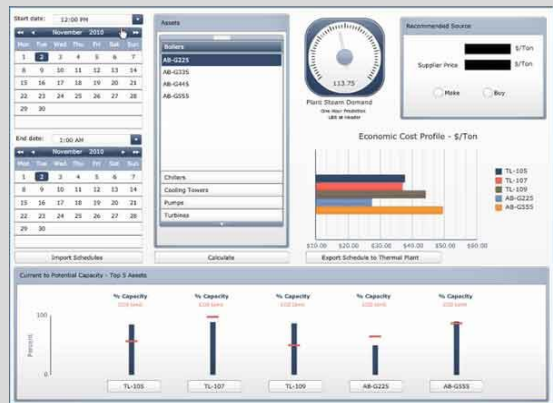 Start date:
12:00 PM
November 2010
Mon Tue Wed Thu Fri Sat Sun
1 2 3 4 5 6 7
8 9 10 11 12 13 14
15 16 17 18 19 20 21
22 23 24 25 26 27 28
29 30
End date:
1:00 AM
November 2010
Mon Tue Wed Thu Fri Sat Sun
1 2 3 4 5 6 7
8 9 10 11 12 13 14
15 16 17 18 19 20 21
22 23 24 25 26 27 28
29 30
Import Schedules
Assets
Boilers
AB-G225
AB-G335
AB-G445
AB-G555
Chillers
Cooling Towers
Pumps
Turbines
Calculate
113.75
Plant Steam Demand
One Hour Prediction
LBS at Header
Recommended Source
$/Ton
Supplier Price
$/Ton
Make
Buy
Economic Cost Profile - $/Ton
TL-105
TL-107
TL-109
AB-G225
AB-G555
$10.00 $20.00 $30.00 $40.00 $50.00 $60.00
Export Schedule to Thermal Plant
Current to Potential Capacity - Top 5 Assets
% Capacity
% Capacity
% Capacity
% Capacity
% Capacity
100
Percent
0
TL-105
TL-107
TL-109
AB-G225
AB-G555